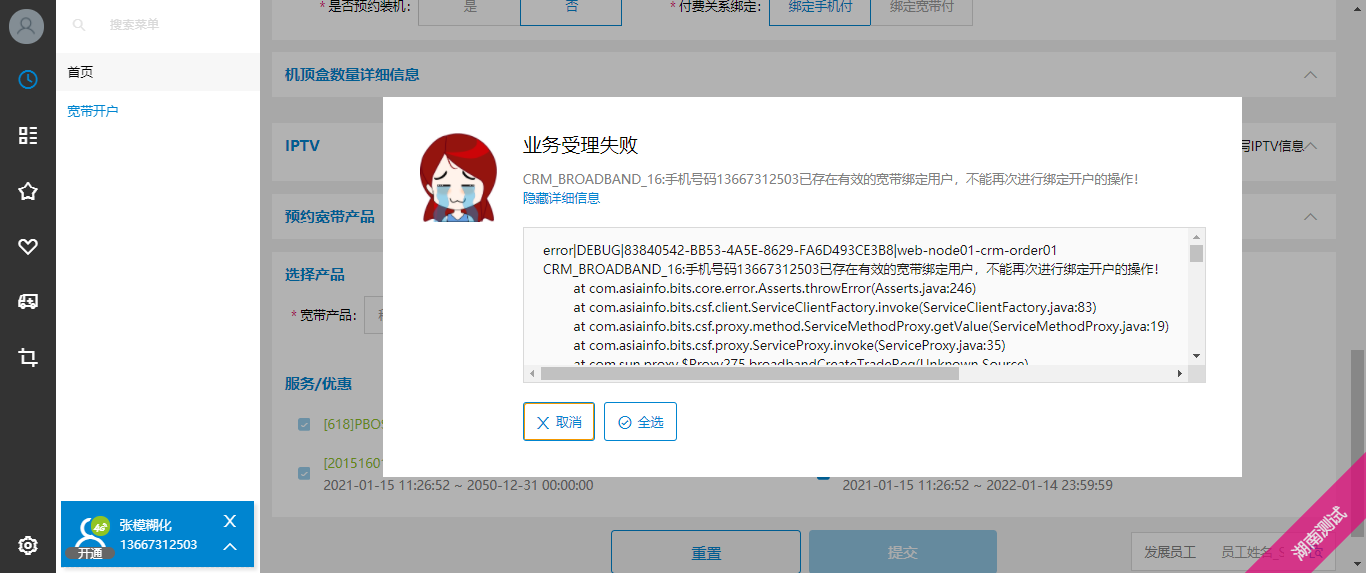 搜索菜单
首页
宽带开户
张模糊化
13667312503
开通
* 是否预约装机: 是 否 * 付费关系绑定: 绑定手机付 绑定宽带付
机顶盒数量详细信息
IPTV
写IPTV信息
预约宽带产品
选择产品
* 宽带产品:
服务/优惠
[618]PBOS
[20151601
2021-01-15 11:26:52 ~ 2050-12-31 00:00:00
2021-01-15 11:26:52 ~ 2022-01-14 23:59:59
业务受理失败
CRM_BROADBAND_16:手机号码13667312503已存在有效的宽带绑定用户，不能再次进行绑定开户的操作!
隐藏详细信息
error|DEBUG|83840542-BB53-4A5E-8629-FA6D493CE3B8|web-node01-crm-order01
CRM_BROADBAND_16:手机号码13667312503已存在有效的宽带绑定用户，不能再次进行绑定开户的操作!
at com.asiainfo.bits.core.error.Asserts.throwError(Asserts.java:246)
at com.asiainfo.bits.csf.client.ServiceClientFactory.invoke(ServiceClientFactory.java:83)
at com.asiainfo.bits.csf.proxy.method.ServiceMethodProxy.getValue(ServiceMethodProxy.java:19)
at com.asiainfo.bits.csf.proxy.ServiceProxy.invoke(ServiceProxy.java:35)
at com.sun.proxy.$Proxy275.broadbandCreateTradeReg(Unknown Source)
取消 全选
重置 提交
发展员工 员工姓名_S
湖南测试